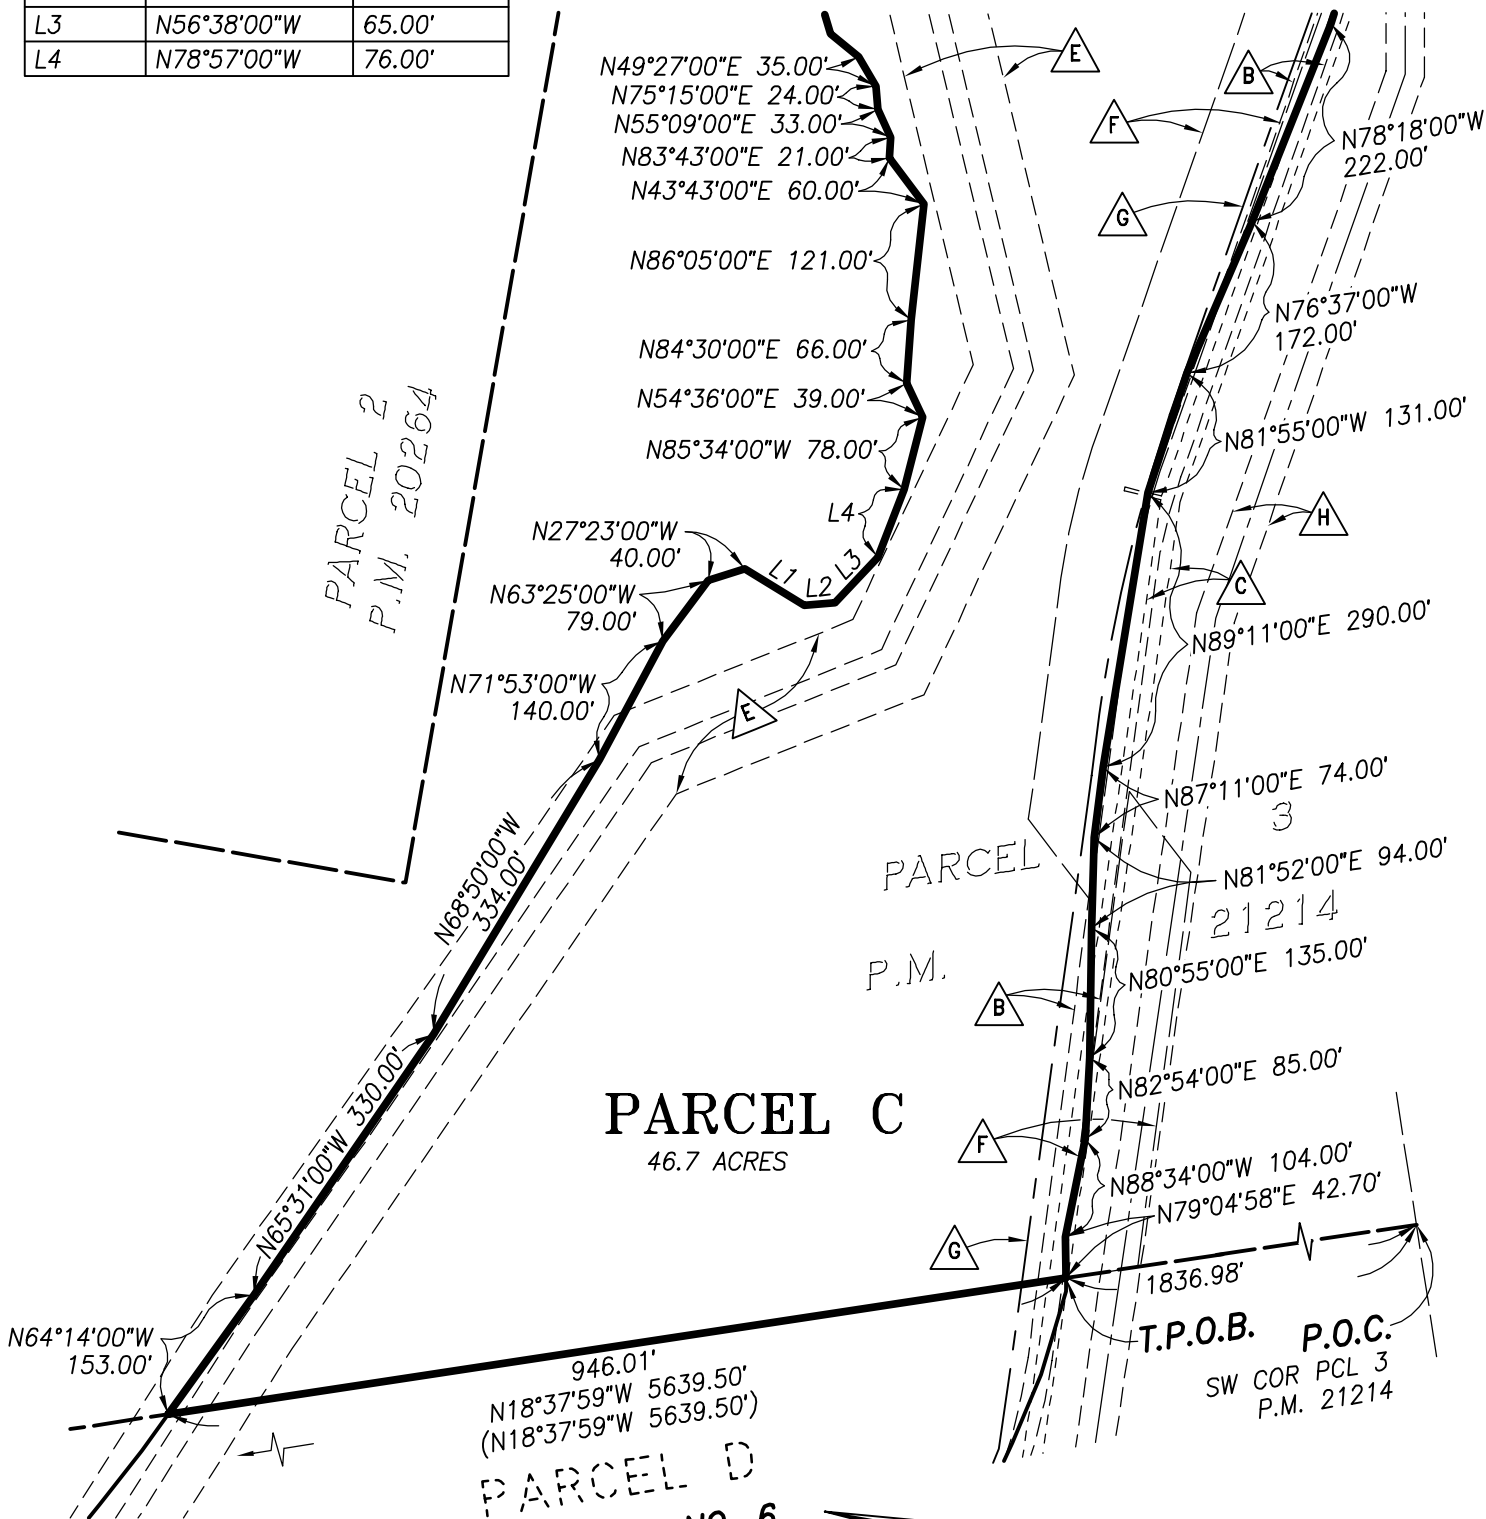 L3 N56°38'00"W 65.00'
L4 N78°57'00"W 76.00'
N49°27'00"E 35.00'
N75°15'00"E 24.00'
N55°09'00"E 33.00'
N83°43'00"E 21.00'
N43°43'00"E 60.00'
N86°05'00"E 121.00'
N84°30'00"E 66.00'
N54°36'00"E 39.00'
N85°34'00"W 78.00'
L4
L3
L2
L1
N27°23'00"W
40.00'
N63°25'00"W
79.00'
N71°53'00"W
140.00'
N68°50'00"W
334.00'
N65°31'00"W 330.00'
N64°14'00"W
153.00'
PARCEL 2
P.M. 20264
E
B
F
G
N78°18'00"W
222.00'
N76°37'00"W
172.00'
N81°55'00"W 131.00'
H
C
N89°11'00"E 290.00'
E
N87°11'00"E 74.00'
PARCEL 3
N81°52'00"E 94.00'
P.M. 21214
N80°55'00"E 135.00'
B
N82°54'00"E 85.00'
PARCEL C
46.7 ACRES
F
N88°34'00"W 104.00'
N79°04'58"E 42.70'
G
1836.98'
T.P.O.B.
P.O.C.
SW COR PCL 3
P.M. 21214
946.01'
N18°37'59"W 5639.50'
(N18°37'59"W 5639.50')
PARCEL D
NO. 6